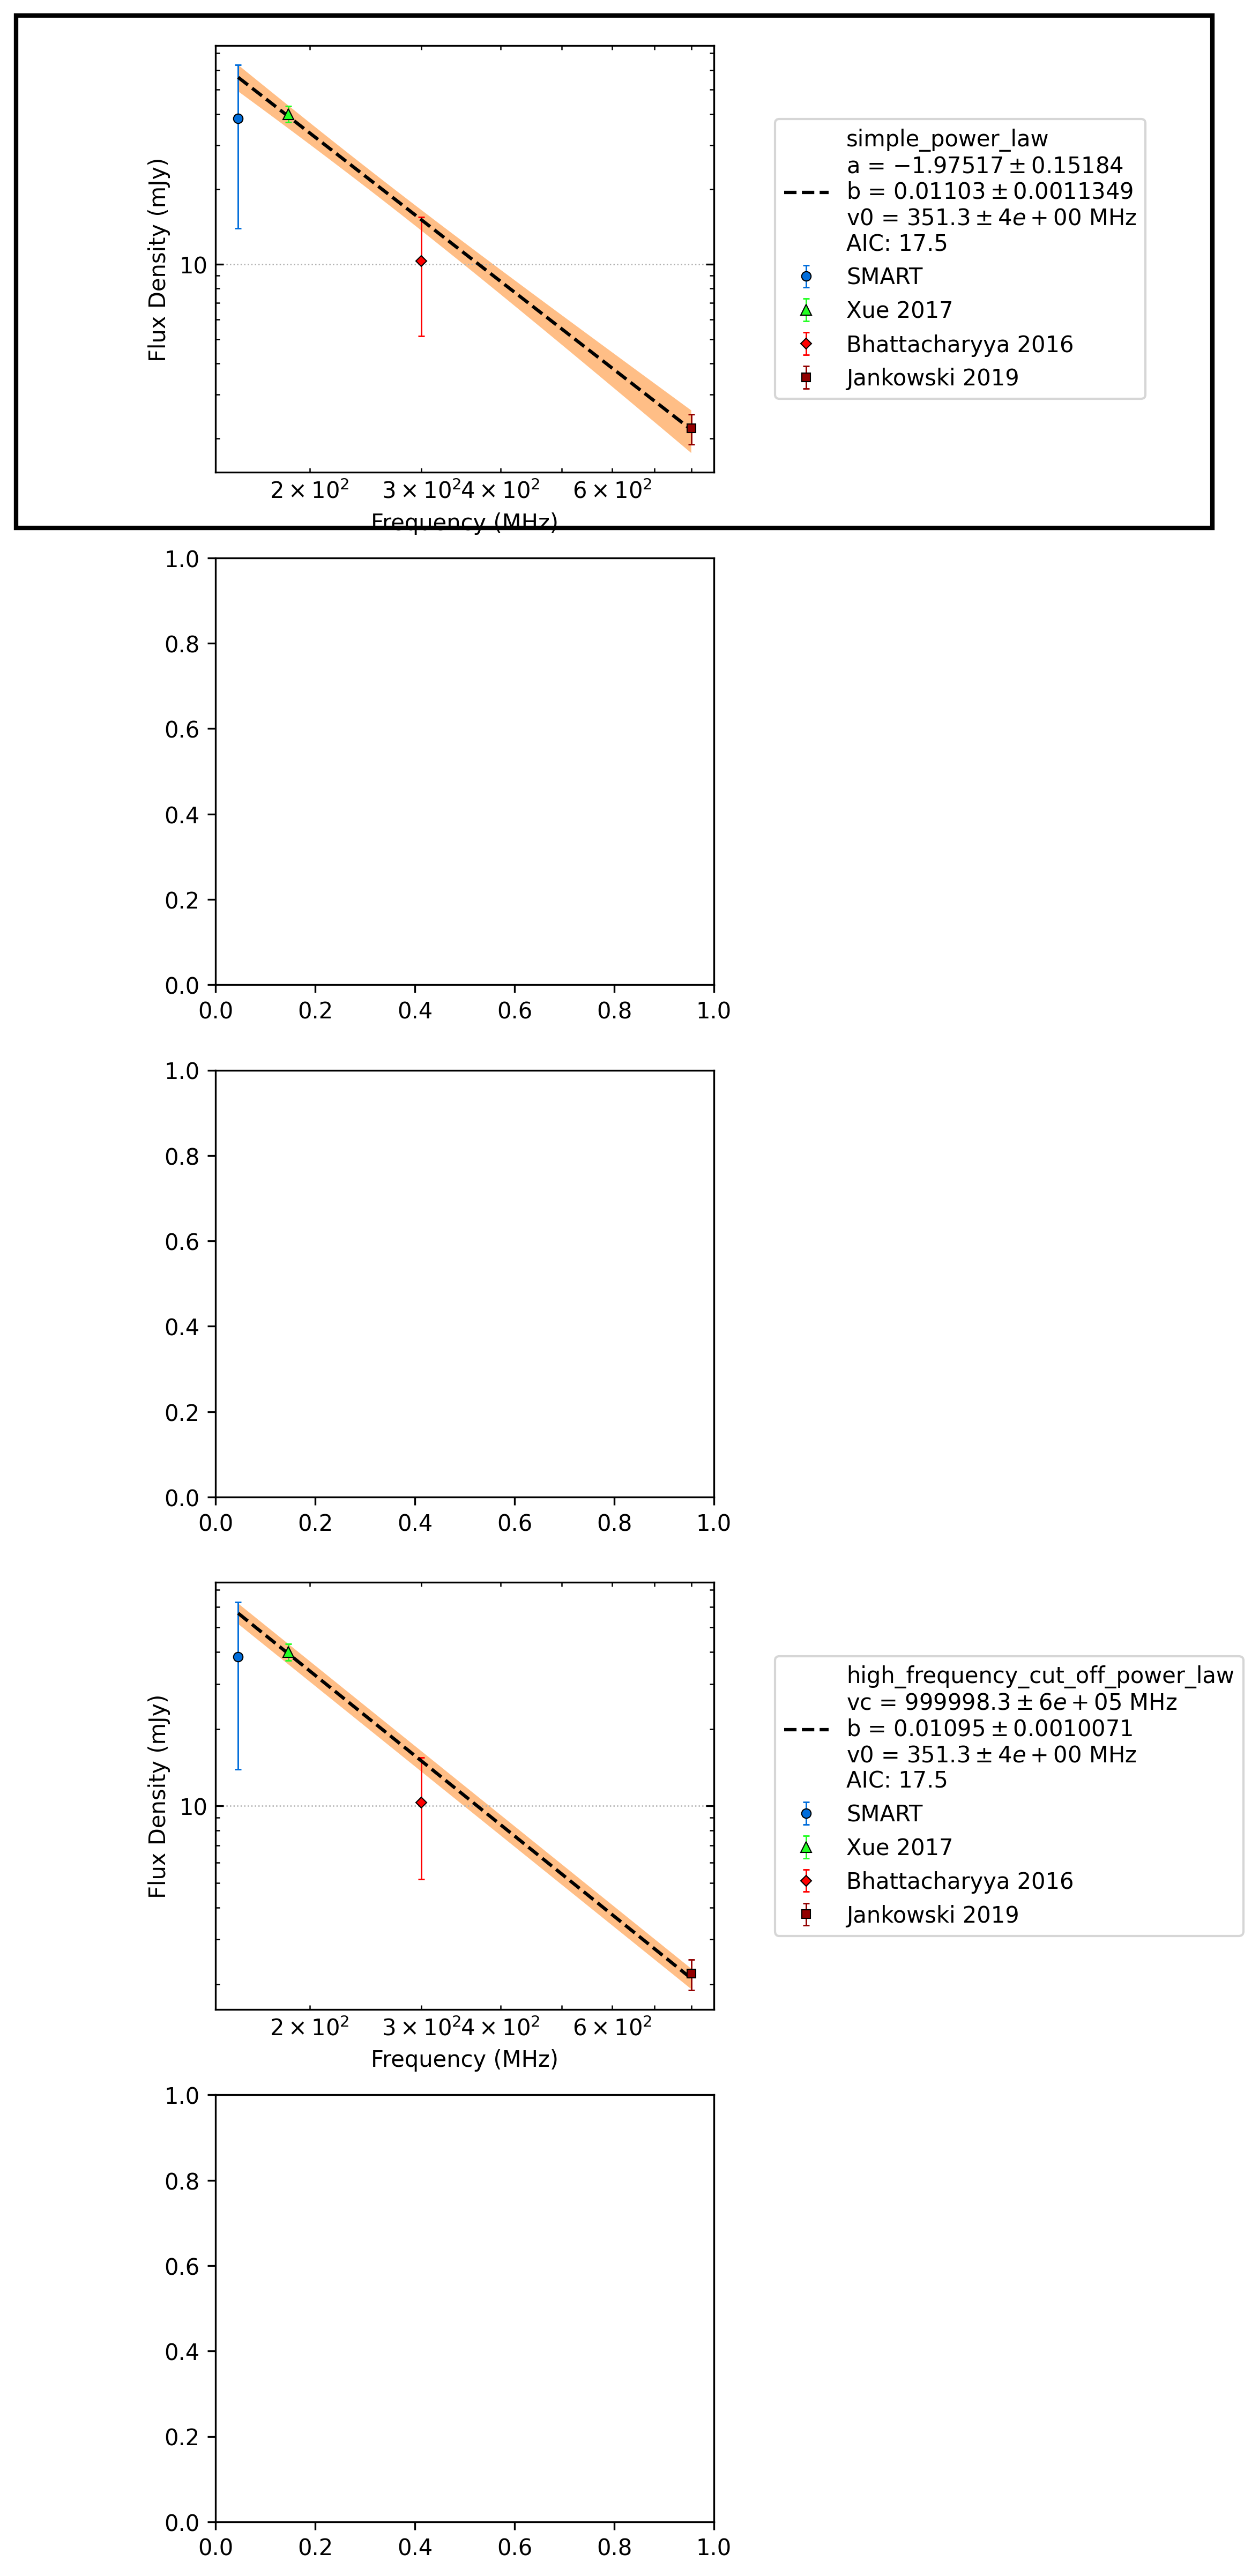 Flux Density (mJy)
10
2 × 10² 3 × 10² 4 × 10² 6 × 10²
Frequency (MHz)
simple_power_law
a = −1.97517 ± 0.15184
b = 0.01103 ± 0.0011349
v0 = 351.3 ± 4e + 00 MHz
AIC: 17.5
SMART
Xue 2017
Bhattacharyya 2016
Jankowski 2019
1.0
0.8
0.6
0.4
0.2
0.0
0.0 0.2 0.4 0.6 0.8 1.0
1.0
0.8
0.6
0.4
0.2
0.0
0.0 0.2 0.4 0.6 0.8 1.0
Flux Density (mJy)
10
2 × 10² 3 × 10² 4 × 10² 6 × 10²
Frequency (MHz)
high_frequency_cut_off_power_law
vc = 999998.3 ± 6e + 05 MHz
b = 0.01095 ± 0.0010071
v0 = 351.3 ± 4e + 00 MHz
AIC: 17.5
SMART
Xue 2017
Bhattacharyya 2016
Jankowski 2019
1.0
0.8
0.6
0.4
0.2
0.0
0.0 0.2 0.4 0.6 0.8 1.0